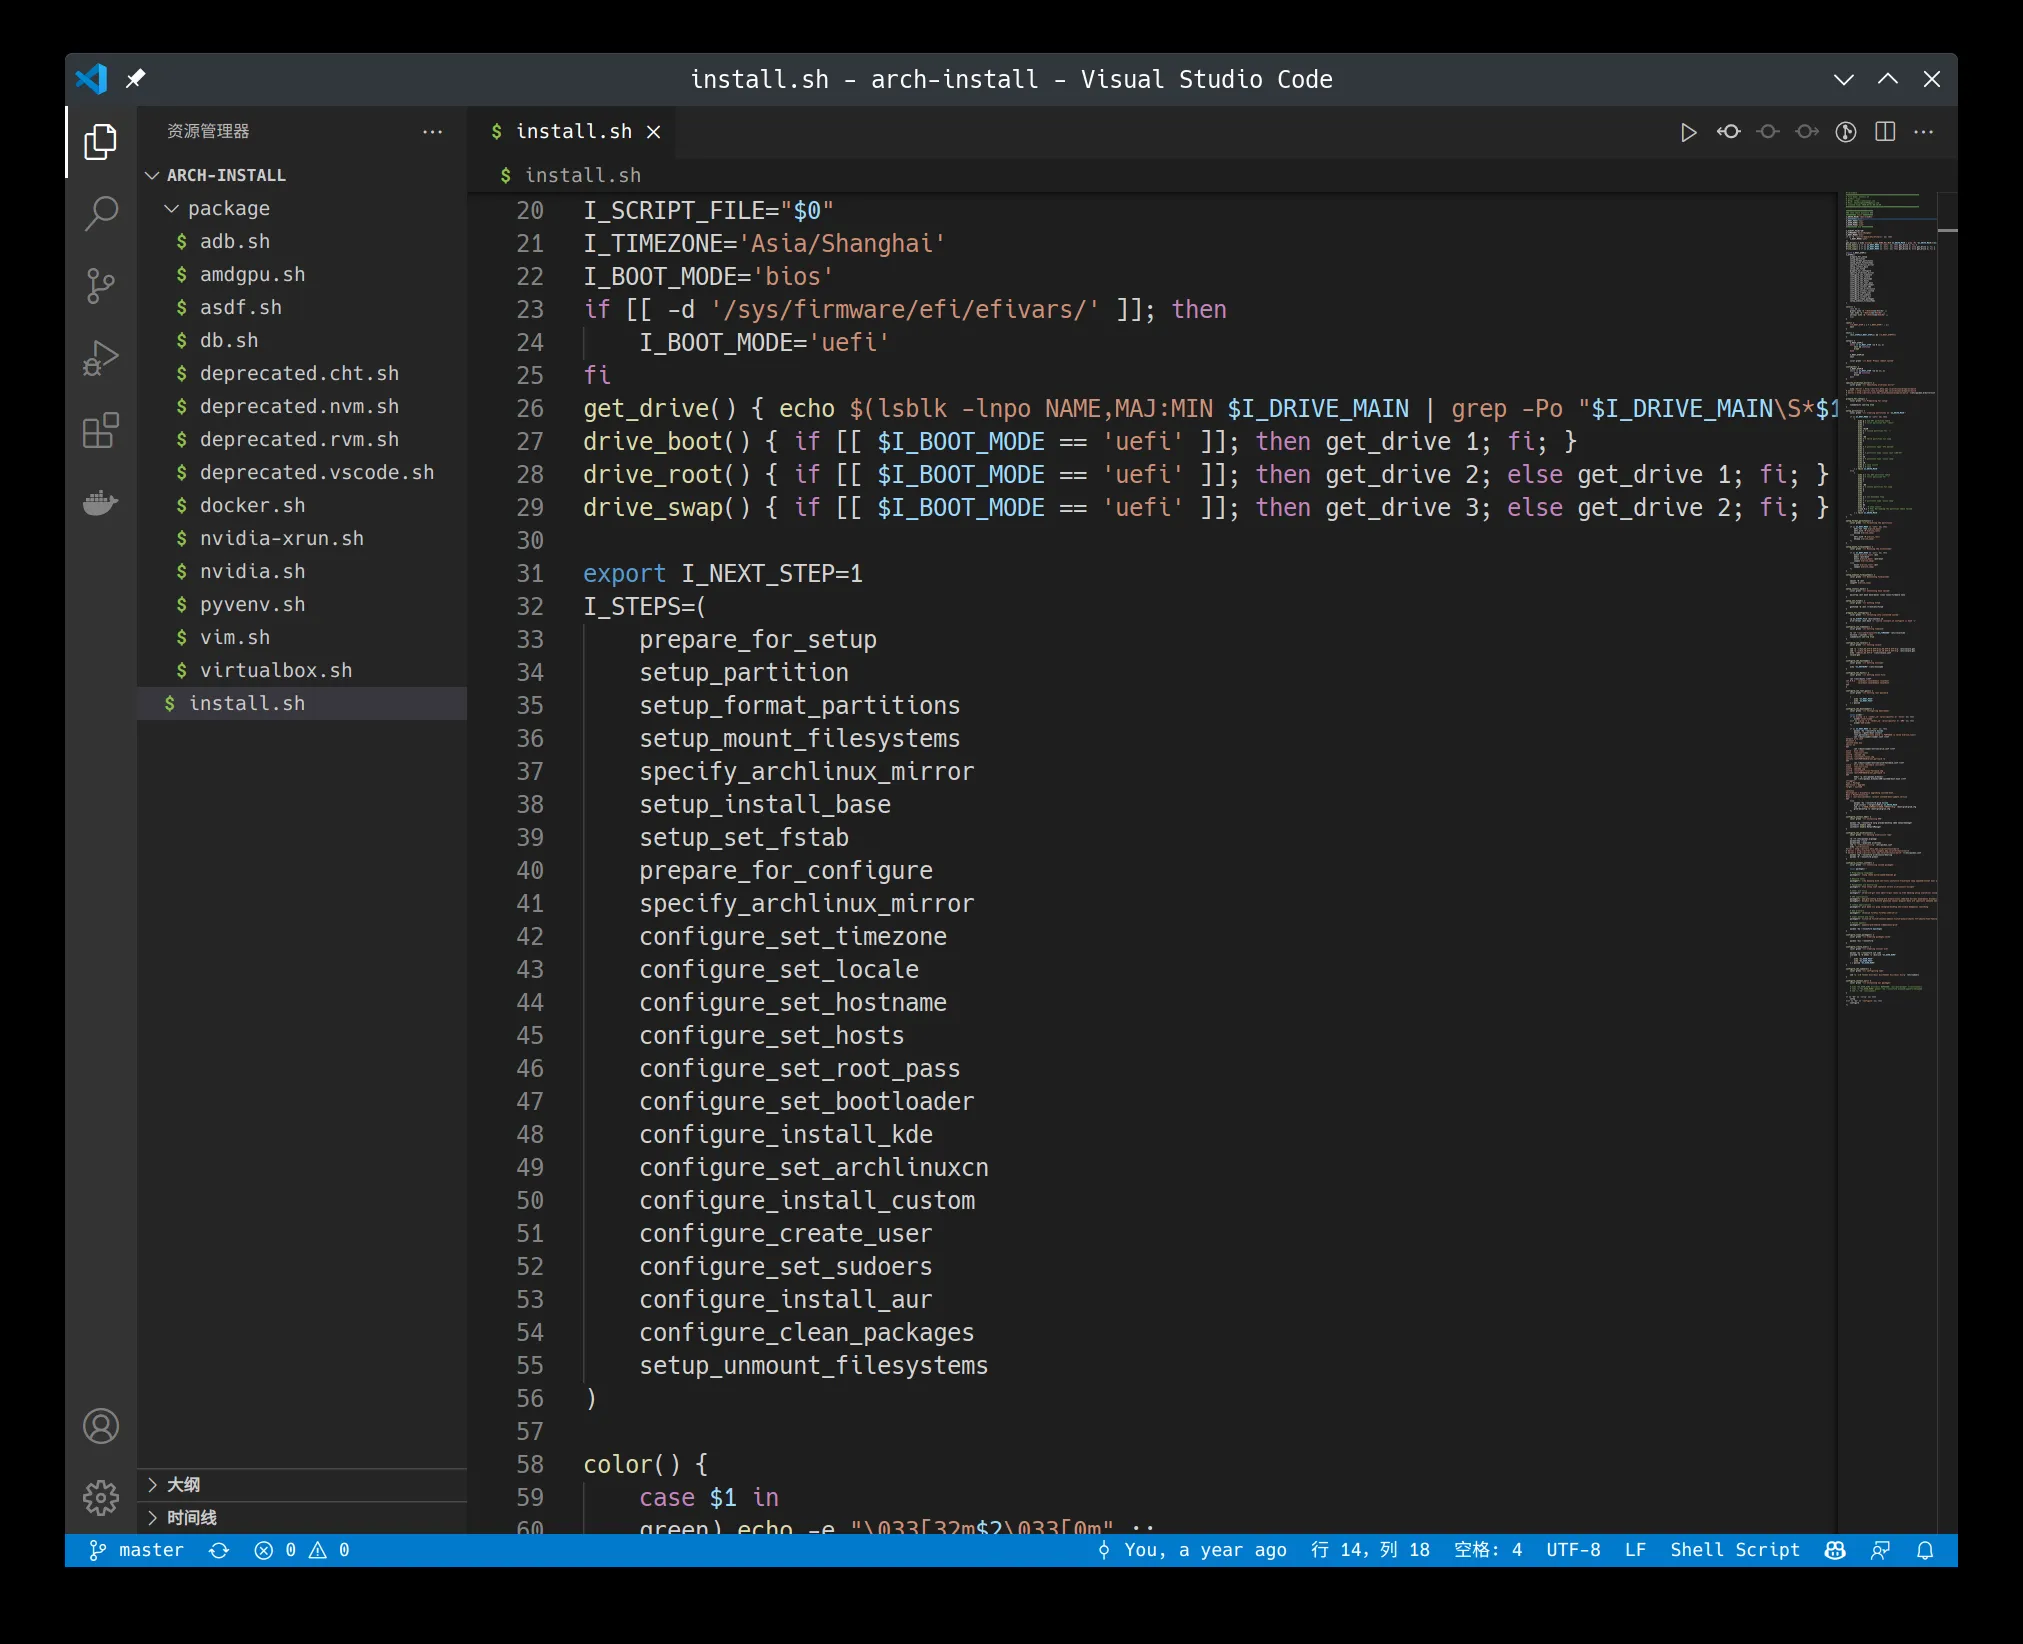 install.sh - arch-install - Visual Studio Code
资源管理器
ARCH-INSTALL
package
$ adb.sh
$ amdgpu.sh
$ asdf.sh
$ db.sh
$ deprecated.cht.sh
$ deprecated.nvm.sh
$ deprecated.rvm.sh
$ deprecated.vscode.sh
$ docker.sh
$ nvidia-xrun.sh
$ nvidia.sh
$ pyvenv.sh
$ vim.sh
$ virtualbox.sh
$ install.sh
大纲
时间线
$ install.sh
$ install.sh
20 I_SCRIPT_FILE="$0"
21 I_TIMEZONE='Asia/Shanghai'
22 I_BOOT_MODE='bios'
23 if [[ -d '/sys/firmware/efi/efivars/' ]]; then
24     I_BOOT_MODE='uefi'
25 fi
26 get_drive() { echo $(lsblk -lnpo NAME,MAJ:MIN $I_DRIVE_MAIN | grep -Po "$I_DRIVE_MAIN\S*$1
27 drive_boot() { if [[ $I_BOOT_MODE == 'uefi' ]]; then get_drive 1; fi; }
28 drive_root() { if [[ $I_BOOT_MODE == 'uefi' ]]; then get_drive 2; else get_drive 1; fi; }
29 drive_swap() { if [[ $I_BOOT_MODE == 'uefi' ]]; then get_drive 3; else get_drive 2; fi; }
30
31 export I_NEXT_STEP=1
32 I_STEPS=(
33     prepare_for_setup
34     setup_partition
35     setup_format_partitions
36     setup_mount_filesystems
37     specify_archlinux_mirror
38     setup_install_base
39     setup_set_fstab
40     prepare_for_configure
41     specify_archlinux_mirror
42     configure_set_timezone
43     configure_set_locale
44     configure_set_hostname
45     configure_set_hosts
46     configure_set_root_pass
47     configure_set_bootloader
48     configure_install_kde
49     configure_set_archlinuxcn
50     configure_install_custom
51     configure_create_user
52     configure_set_sudoers
53     configure_install_aur
54     configure_clean_packages
55     setup_unmount_filesystems
56 )
57
58 color() {
59     case $1 in
60     green) echo -e "\033[32m$2\033[0m" ;;
master 0 0 You, a year ago 行 14，列 18 空格: 4 UTF-8 LF Shell Script